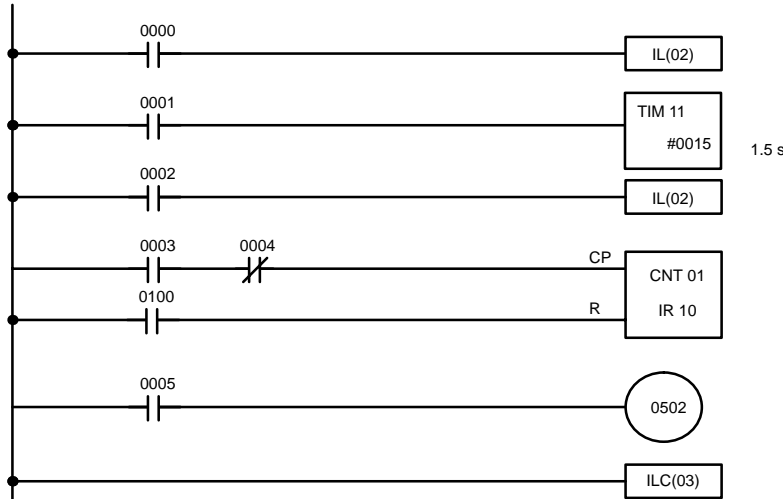 0000
IL(02)
0001
TIM 11
#0015
1.5 s
0002
IL(02)
0003
0004
CP
CNT 01
0100
R
IR 10
0005
0502
ILC(03)